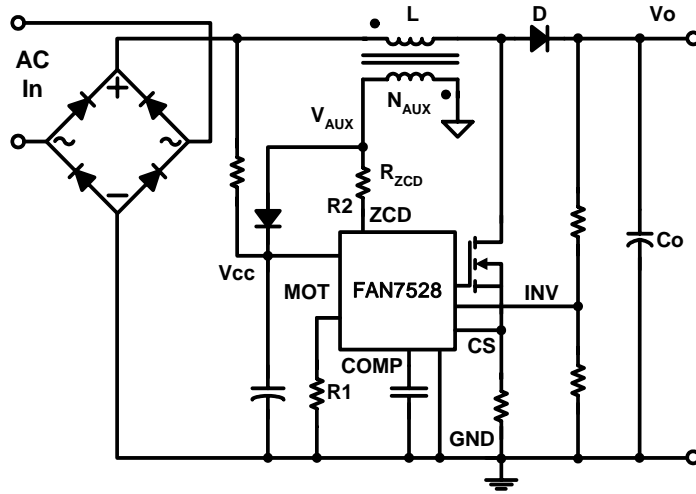 L
D
Vo
AC
In
+
N_AUX
V_AUX
~
~
R_ZCD
R2
ZCD
−
Co
Vcc
MOT
FAN7528
INV
CS
COMP
R1
GND